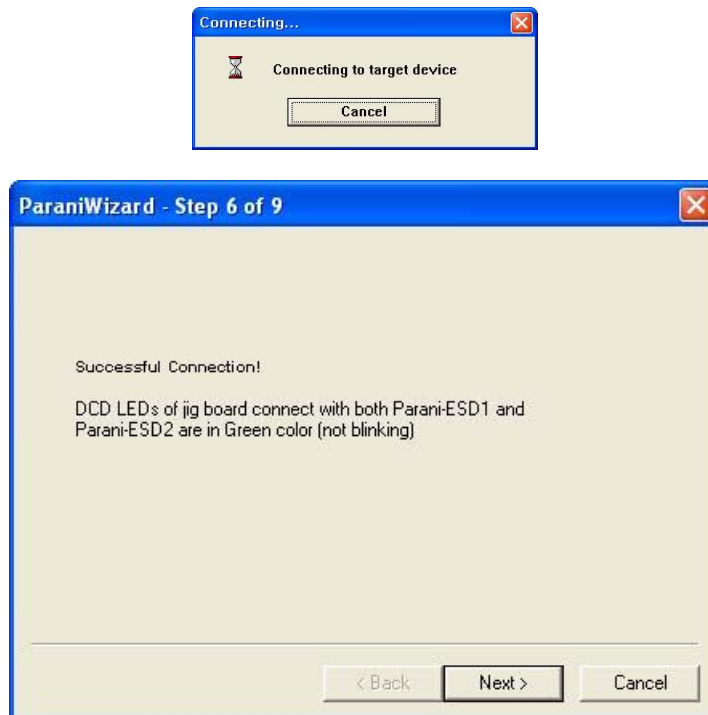 Connecting...
Connecting to target device
Cancel
ParaniWizard - Step 6 of 9
Successful Connection!
DCD LEDs of jig board connect with both Parani-ESD1 and
Parani-ESD2 are in Green color (not blinking)
< Back
Next >
Cancel